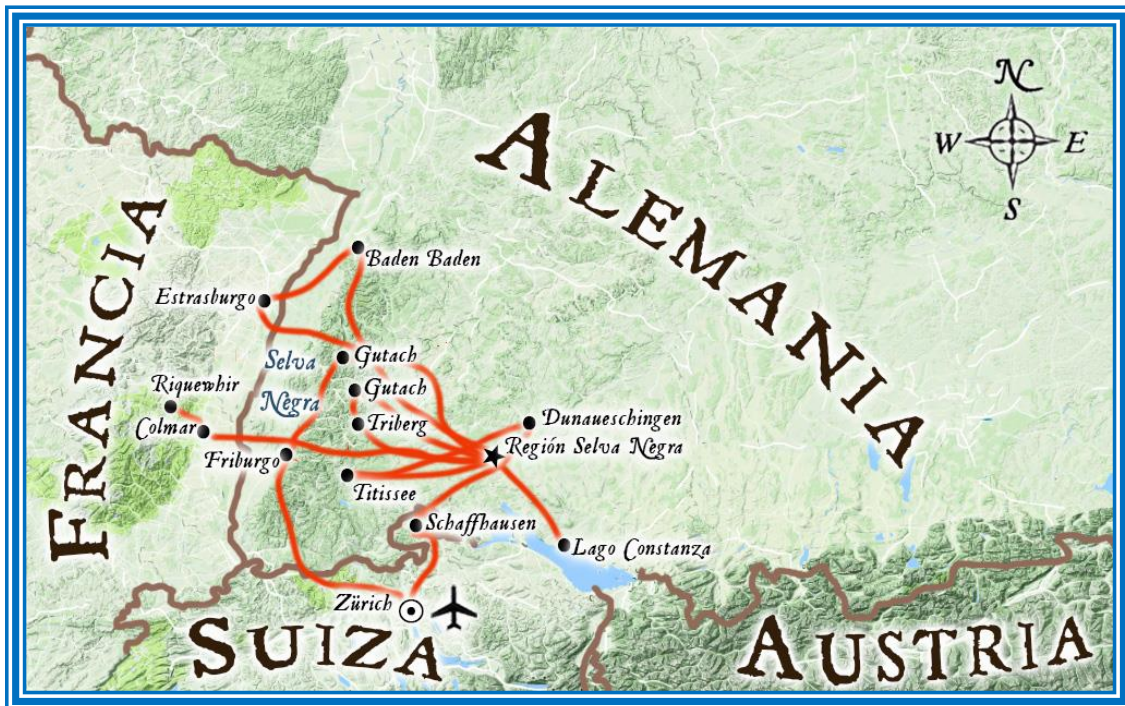 N
W E
S
ALEMANIA
FRANCIA
Baden Baden
Estrasburgo
Selva
Negra
Gutach
Gutach
Riquewhir
Colmar
Triberg
Dunaueschingen
Región Selva Negra
Friburgo
Titissee
Schaffhausen
Lago Constanza
Zürich
SUIZA
AUSTRIA